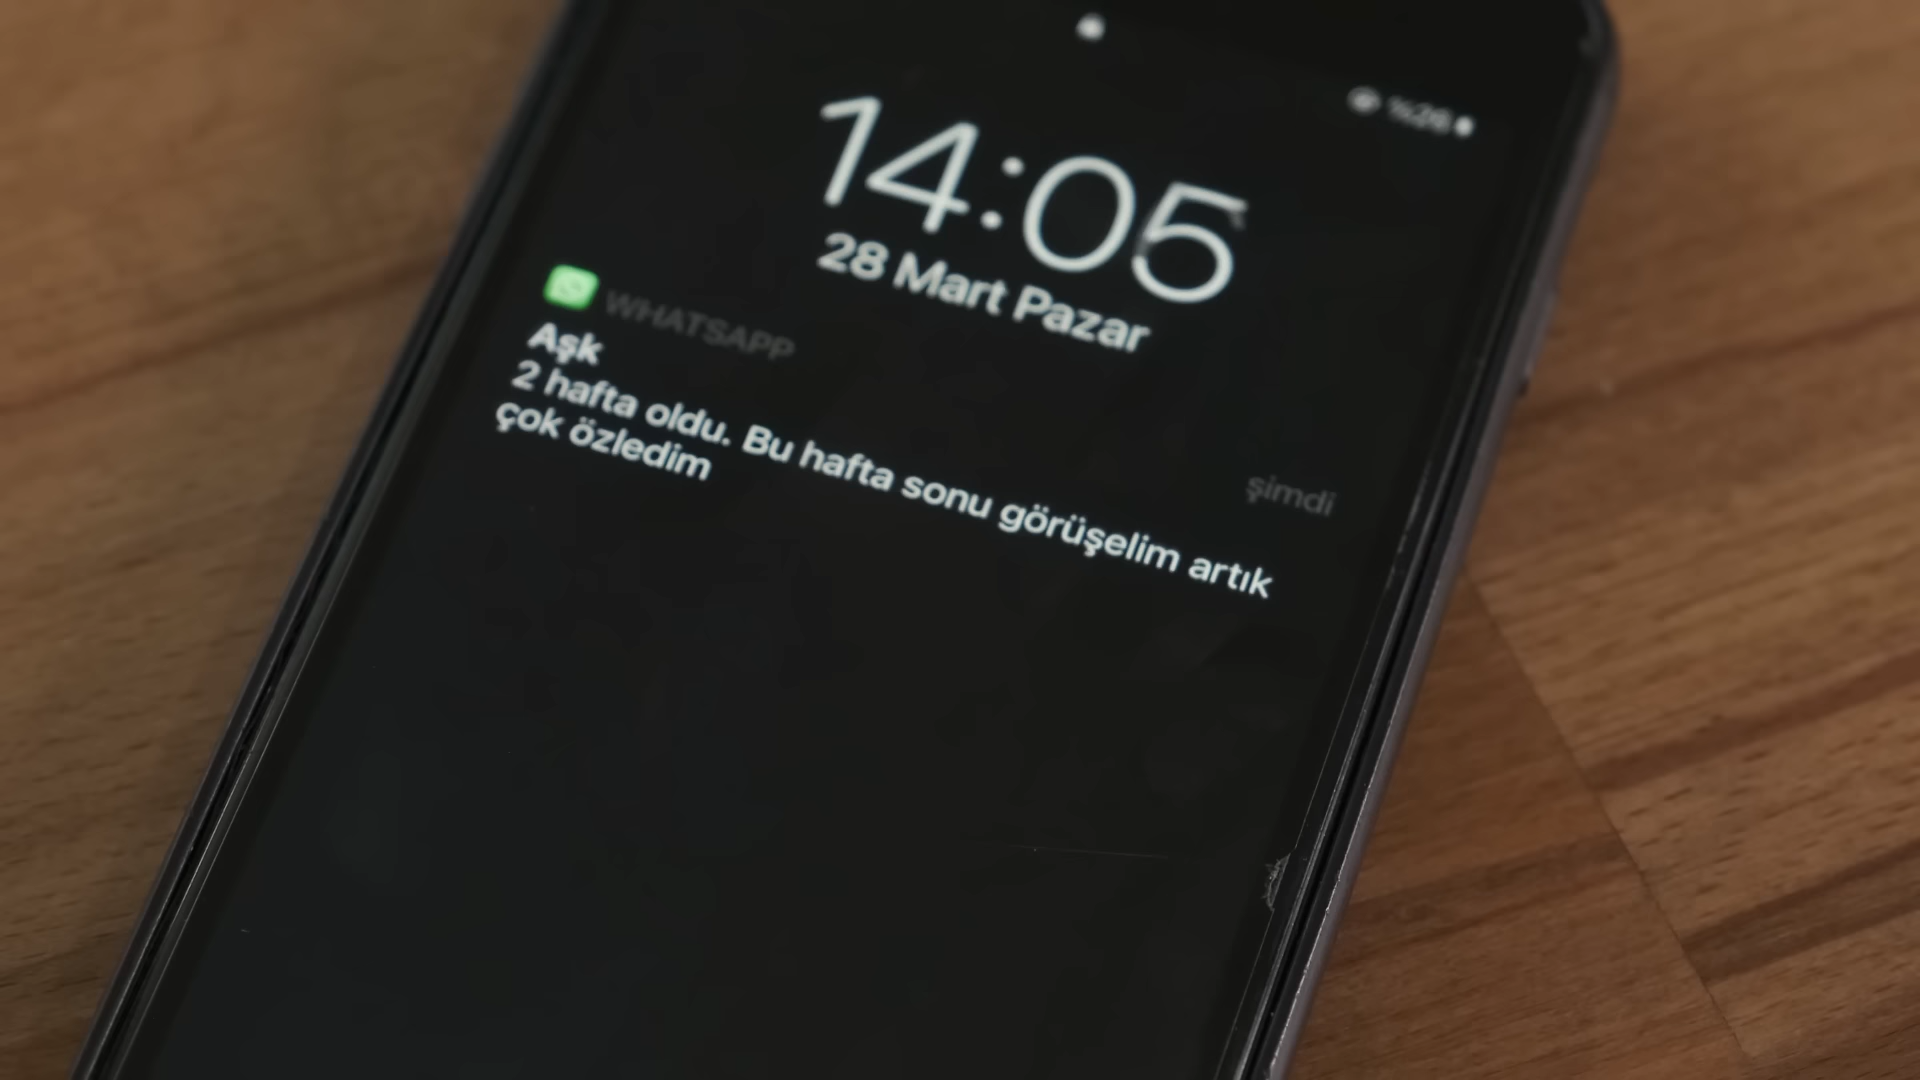 14:05
28 Mart Pazar
WHATSAPP
şimdi
Aşk
2 hafta oldu. Bu hafta sonu görüşelim artık
çok özledim